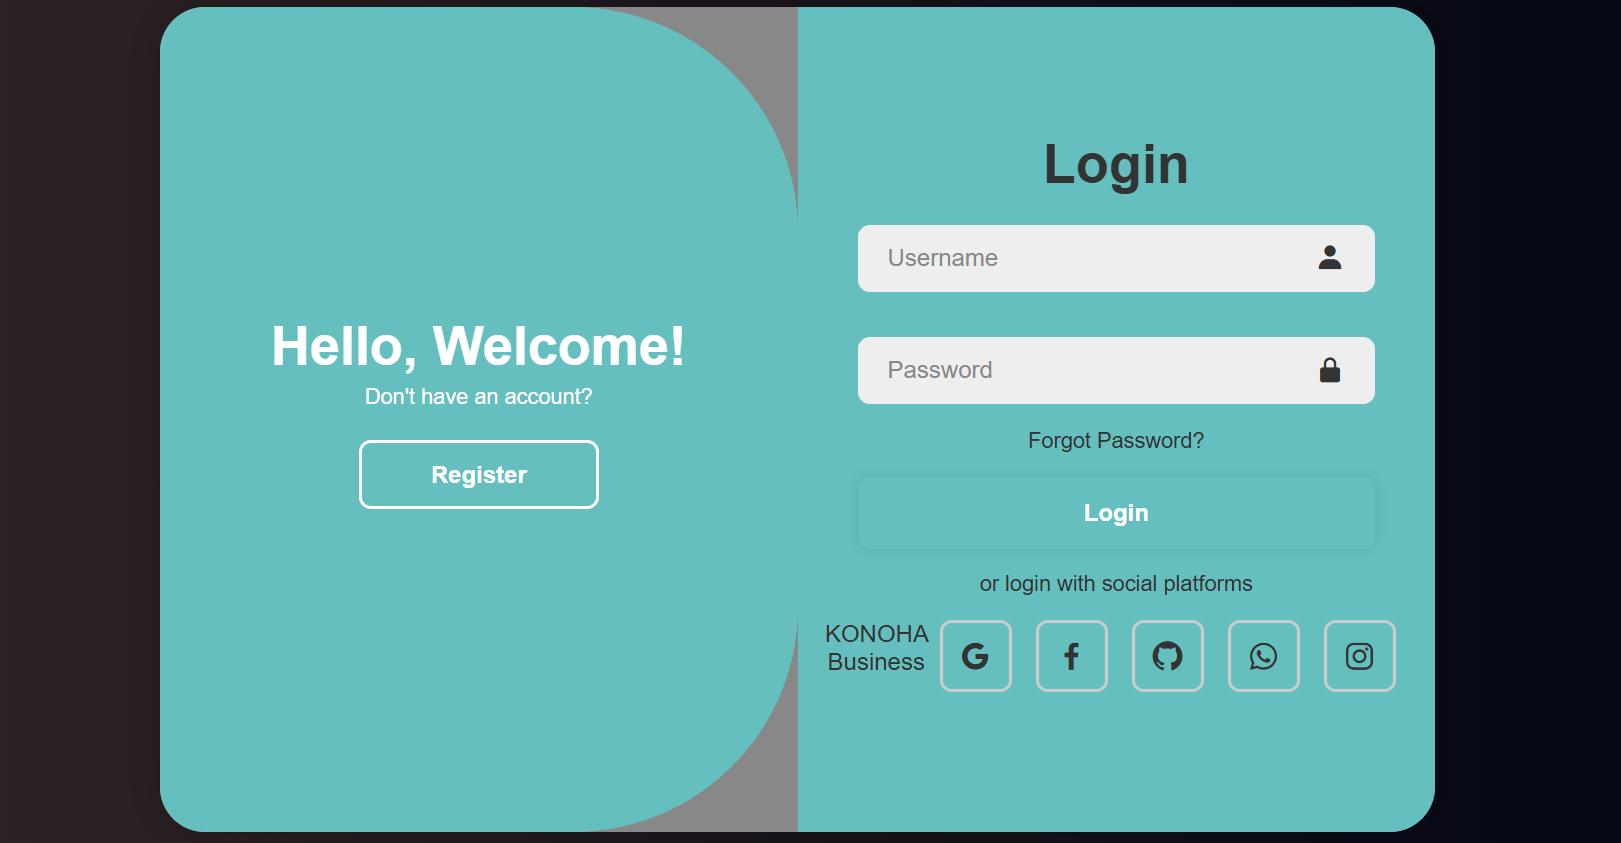 Hello, Welcome!
Don't have an account?
Register
Login
Username
Password
Forgot Password?
Login
or login with social platforms
KONOHA
Business